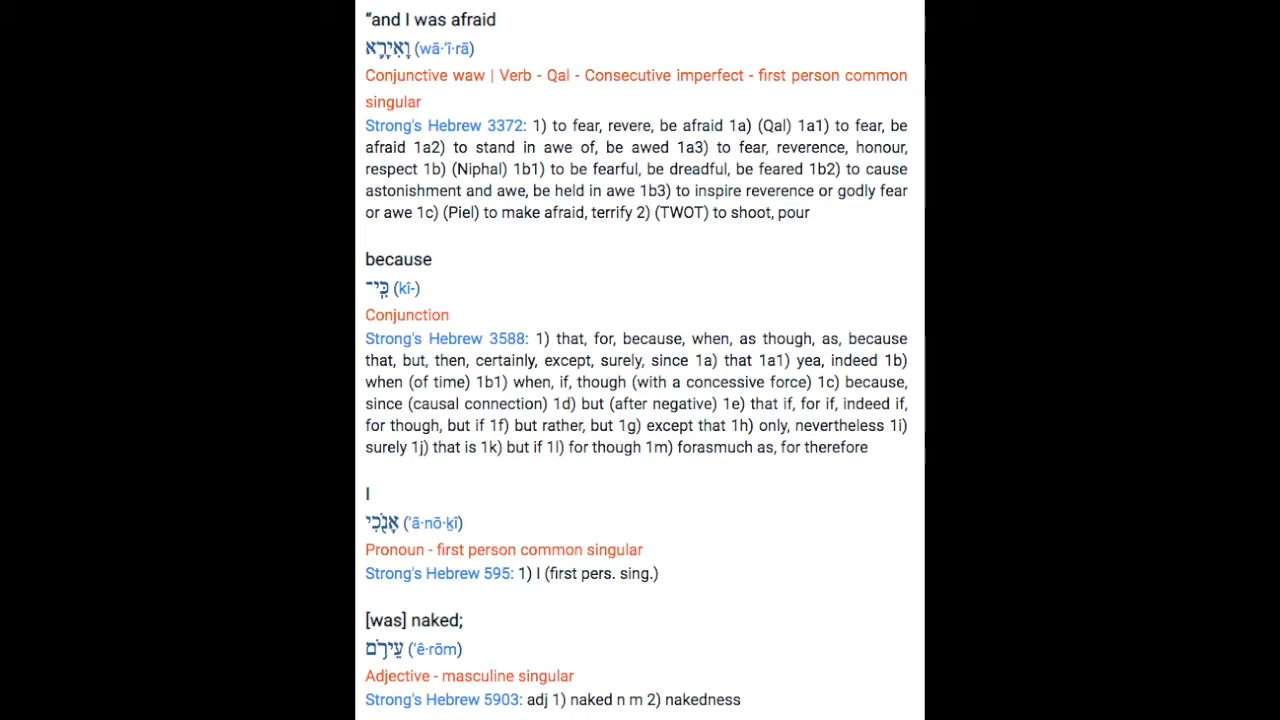 “and I was afraid
וָאִירָ֛א (wā·’î·rā)
Conjunctive waw | Verb - Qal - Consecutive imperfect - first person common
singular
Strong's Hebrew 3372: 1) to fear, revere, be afraid 1a) (Qal) 1a1) to fear, be
afraid 1a2) to stand in awe of, be awed 1a3) to fear, reverence, honour,
respect 1b) (Niphal) 1b1) to be fearful, be dreadful, be feared 1b2) to cause
astonishment and awe, be held in awe 1b3) to inspire reverence or godly fear
or awe 1c) (Piel) to make afraid, terrify 2) (TWOT) to shoot, pour
because
כִּֽי־ (kî-)
Conjunction
Strong's Hebrew 3588: 1) that, for, because, when, as though, as, because
that, but, then, certainly, except, surely, since 1a) that 1a1) yea, indeed 1b)
when (of time) 1b1) when, if, though (with a concessive force) 1c) because,
since (causal connection) 1d) but (after negative) 1e) that if, for if, indeed if,
for though, but if 1f) but rather, but 1g) except that 1h) only, nevertheless 1i)
surely 1j) that is 1k) but if 1l) for though 1m) forasmuch as, for therefore
I
אָנֹ֖כִי (’ā·nō·ḵî)
Pronoun - first person common singular
Strong's Hebrew 595: 1) I (first pers. sing.)
[was] naked;
עֵירֹ֥ם (‘ê·rōm)
Adjective - masculine singular
Strong's Hebrew 5903: adj 1) naked n m 2) nakedness